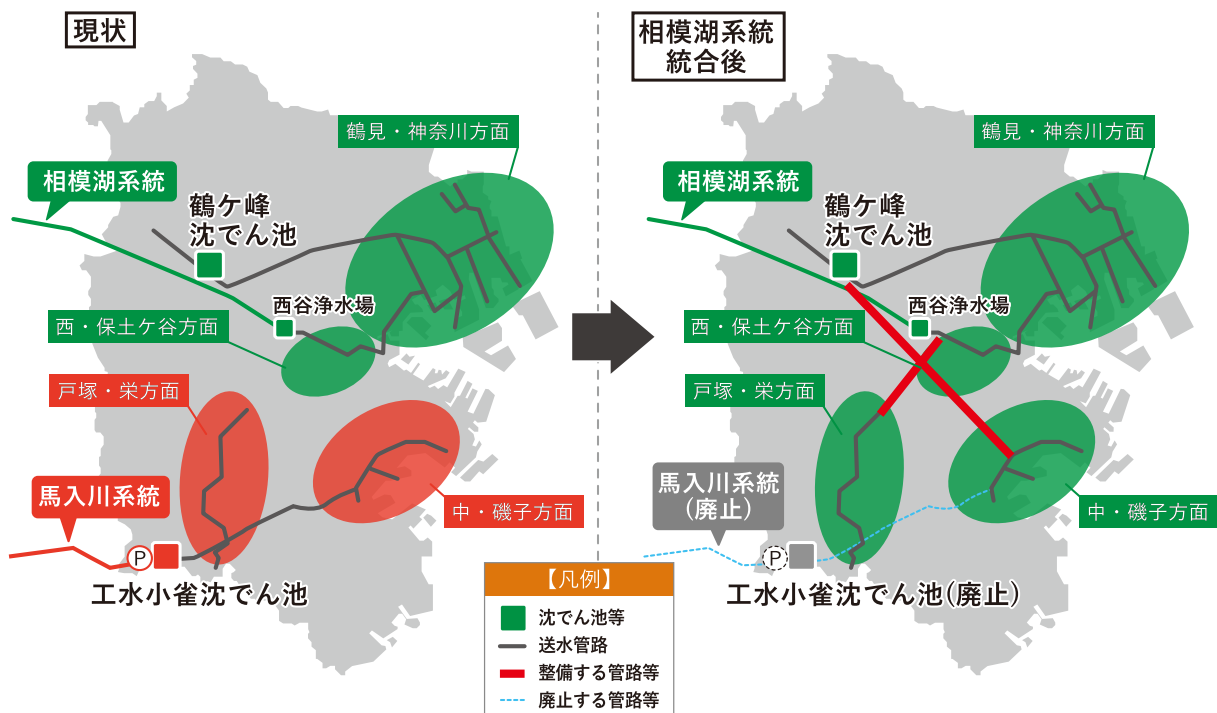 現状
鶴見・神奈川方面
相模湖系統
鶴ケ峰
沈でん池
西谷浄水場
西・保土ケ谷方面
戸塚・栄方面
馬入川系統
中・磯子方面
P
工水小雀沈でん池
相模湖系統
統合後
鶴見・神奈川方面
相模湖系統
鶴ケ峰
沈でん池
西谷浄水場
西・保土ケ谷方面
戸塚・栄方面
馬入川系統
(廃止)
中・磯子方面
P
工水小雀沈でん池(廃止)
【凡例】
沈でん池等
送水管路
整備する管路等
廃止する管路等